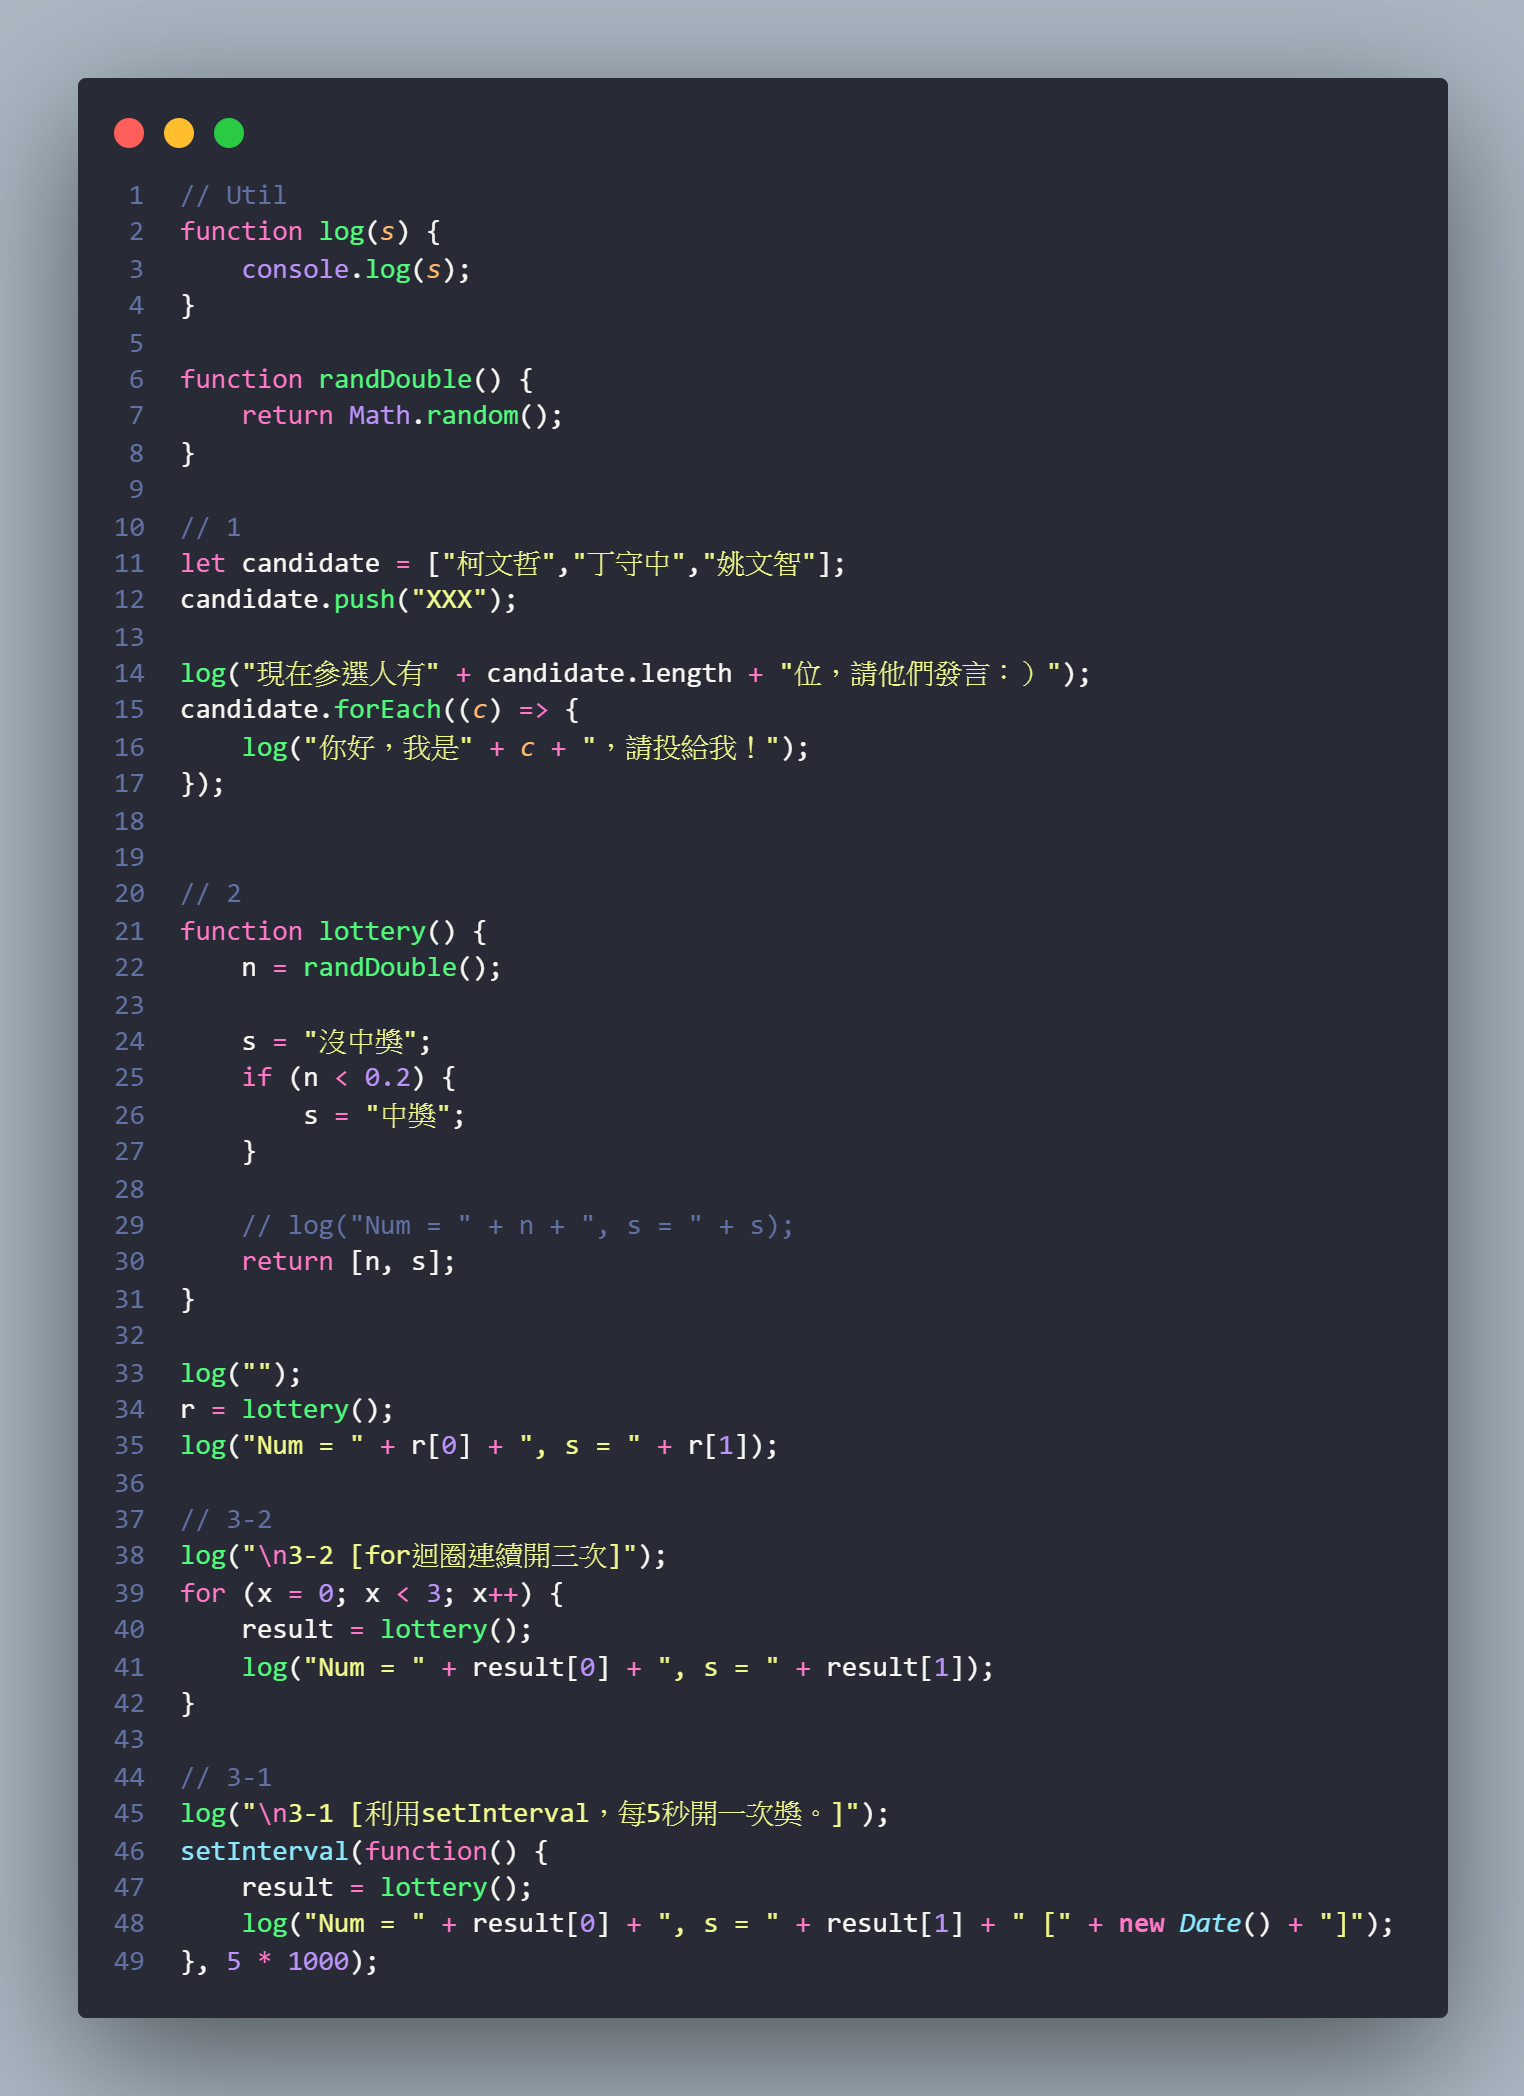 1 // Util
2 function log(s) {
3     console.log(s);
4 }
5
6 function randDouble() {
7     return Math.random();
8 }
9
10 // 1
11 let candidate = ["柯文哲","丁守中","姚文智"];
12 candidate.push("XXX");
13
14 log("現在參選人有" + candidate.length + "位，請他們發言：）");
15 candidate.forEach((c) => {
16     log("你好，我是" + c + "，請投給我！");
17 });
18
19
20 // 2
21 function lottery() {
22     n = randDouble();
23
24     s = "沒中獎";
25     if (n < 0.2) {
26         s = "中獎";
27     }
28
29     // log("Num = " + n + ", s = " + s);
30     return [n, s];
31 }
32
33 log("");
34 r = lottery();
35 log("Num = " + r[0] + ", s = " + r[1]);
36
37 // 3-2
38 log("\n3-2 [for迴圈連續開三次]");
39 for (x = 0; x < 3; x++) {
40     result = lottery();
41     log("Num = " + result[0] + ", s = " + result[1]);
42 }
43
44 // 3-1
45 log("\n3-1 [利用setInterval，每5秒開一次獎。]");
46 setInterval(function() {
47     result = lottery();
48     log("Num = " + result[0] + ", s = " + result[1] + " [" + new Date() + "]");
49 }, 5 * 1000);